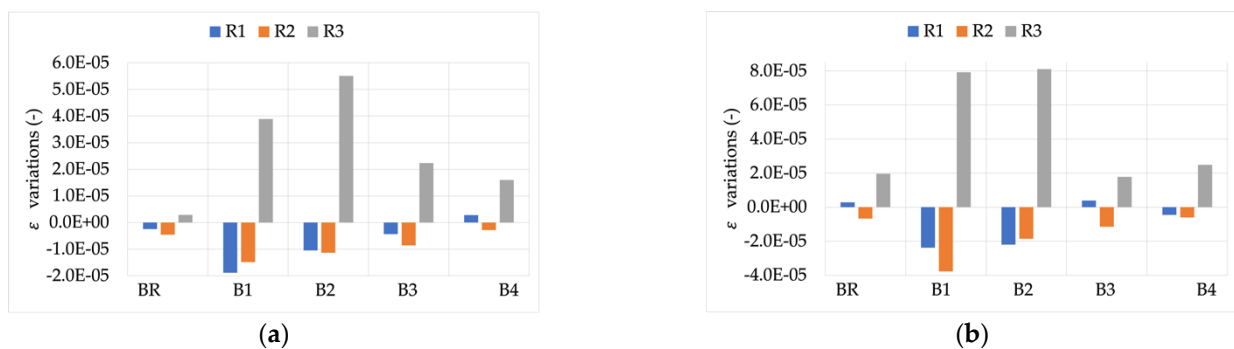 R1 R2 R3
6.0E-05
5.0E-05
4.0E-05
3.0E-05
2.0E-05
1.0E-05
0.0E+00
-1.0E-05
-2.0E-05
ε variations (-)
BR B1 B2 B3 B4
(a)
R1 R2 R3
8.0E-05
6.0E-05
4.0E-05
2.0E-05
0.0E+00
-2.0E-05
-4.0E-05
ε variations (-)
BR B1 B2 B3 B4
(b)